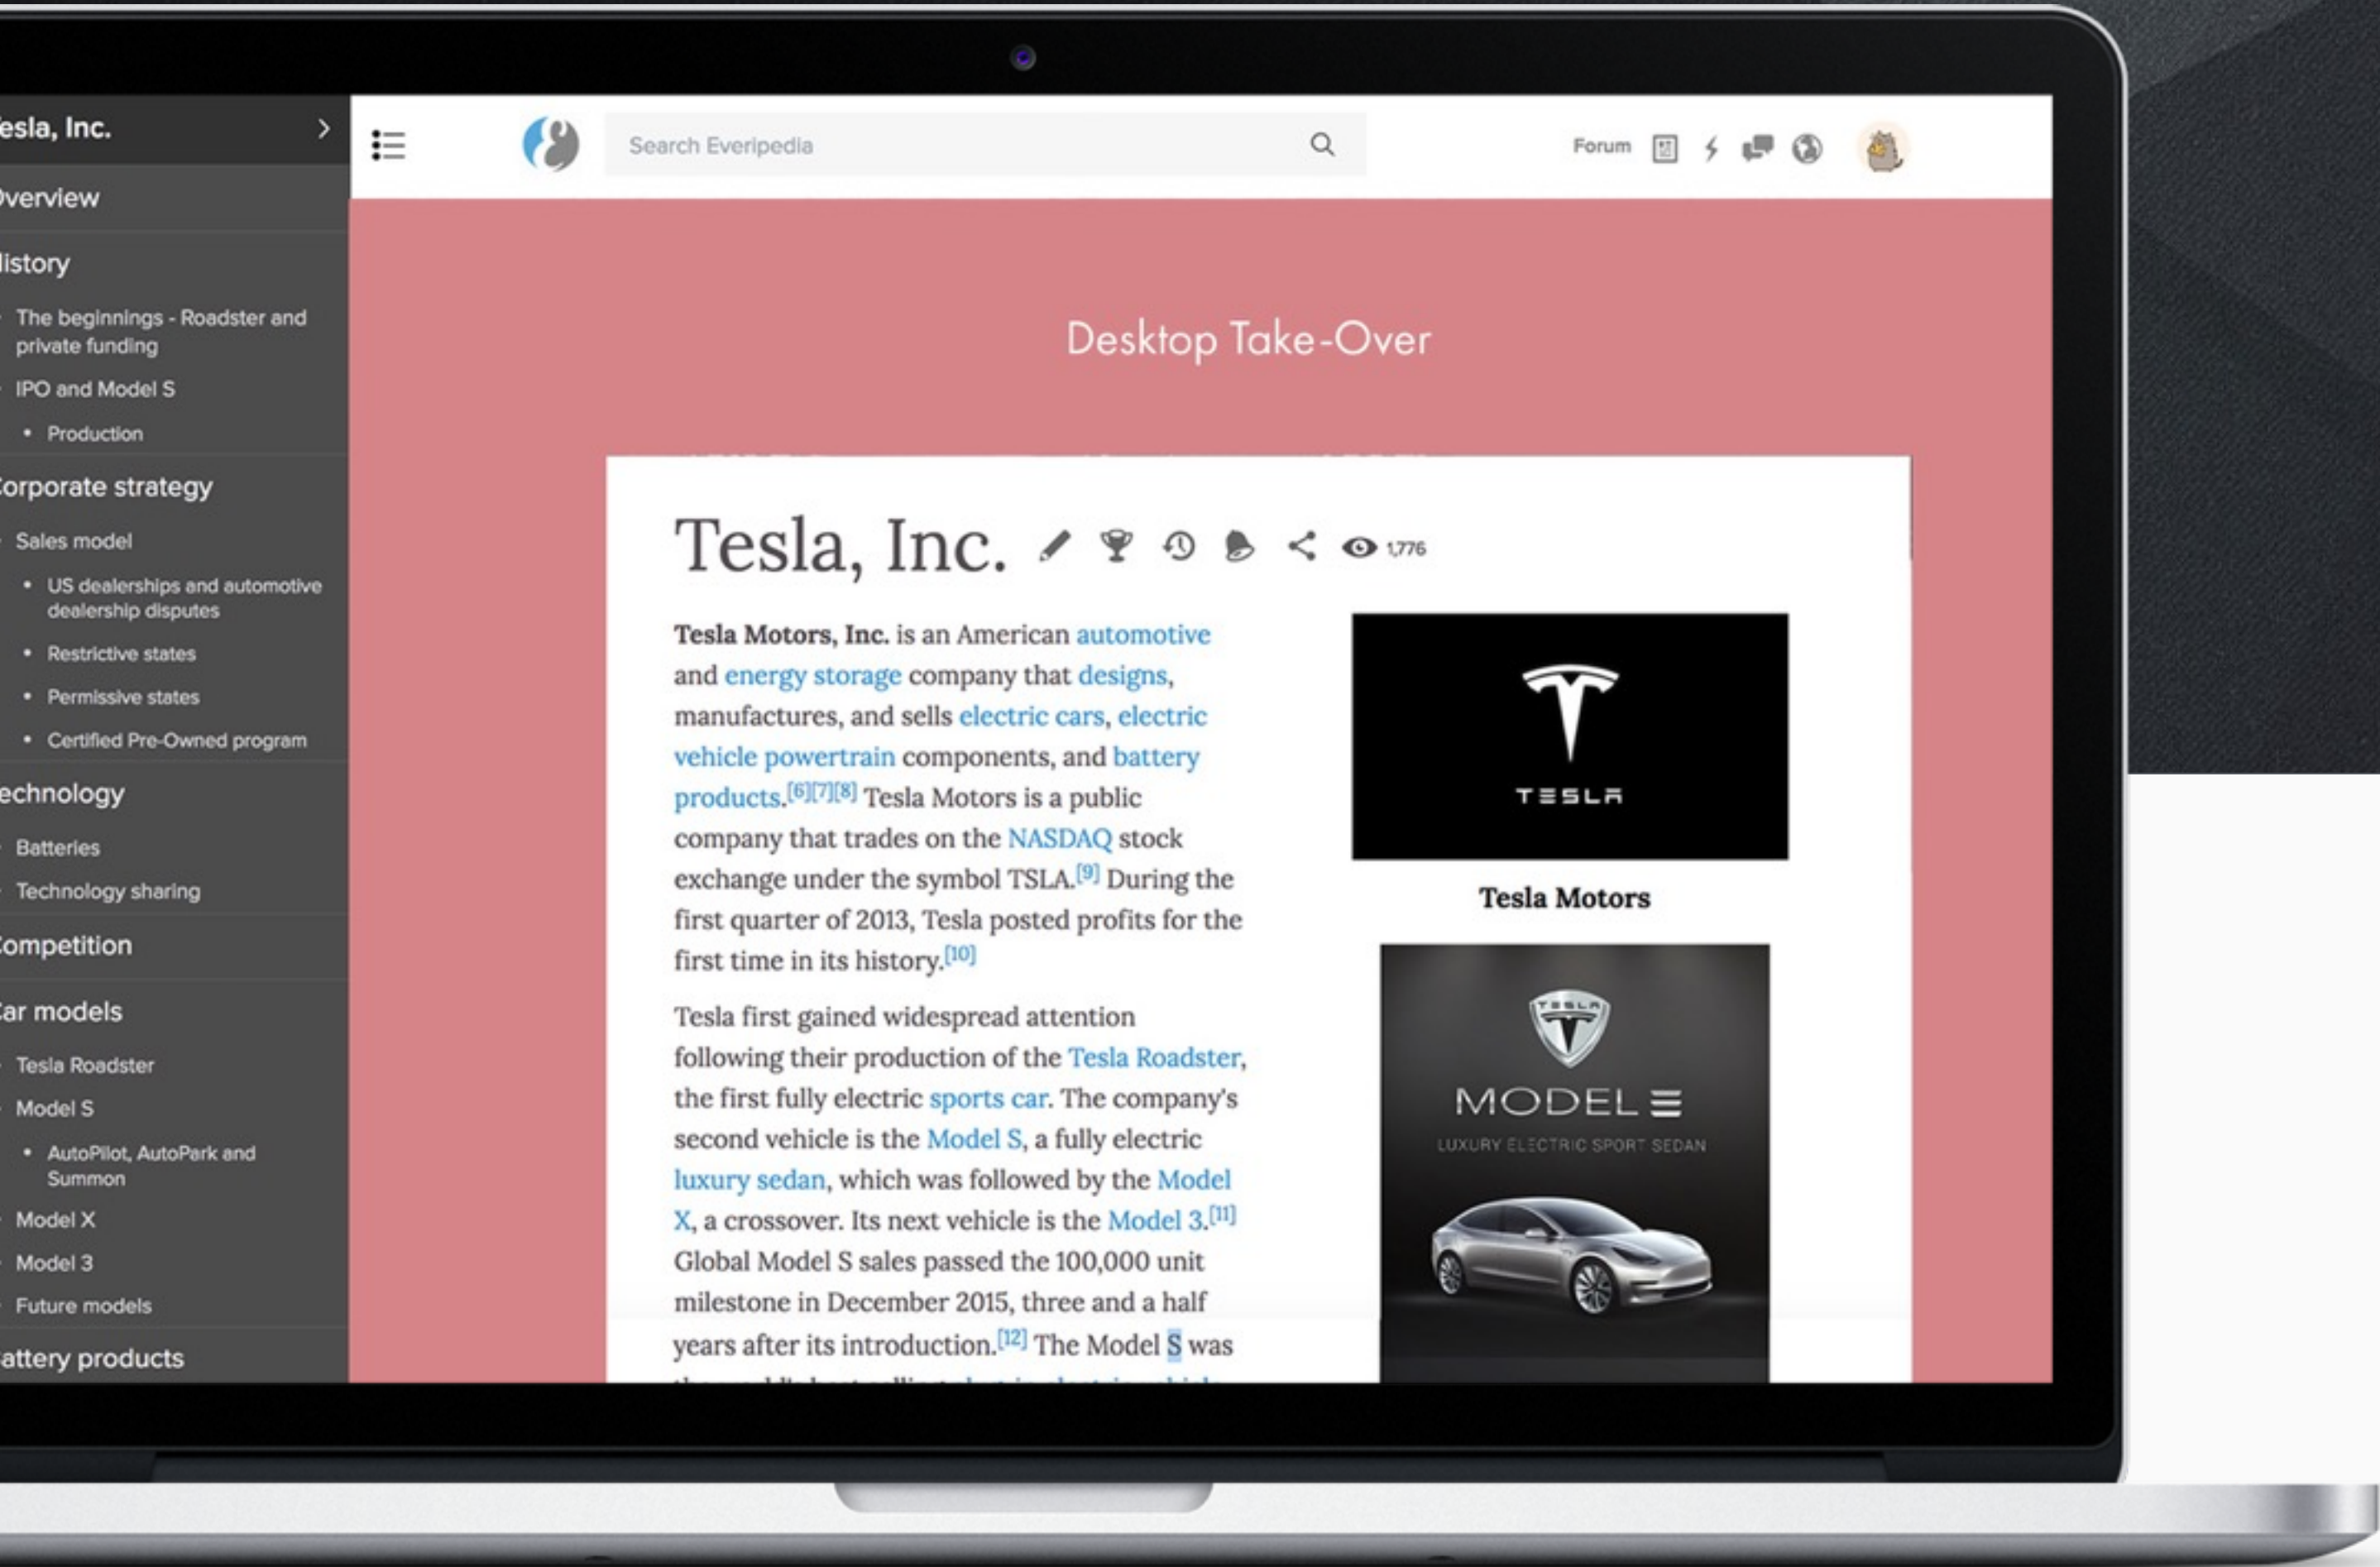 esla, Inc.
verview
istory
The beginnings - Roadster and
private funding
IPO and Model S
• Production
orporate strategy
Sales model
• US dealerships and automotive
dealership disputes
• Restrictive states
• Permissive states
• Certified Pre-Owned program
echnology
Batteries
Technology sharing
ompetition
ar models
Tesla Roadster
Model S
• AutoPilot, AutoPark and
Summon
Model X
Model 3
Future models
attery products
Search Everipedia
Forum
Desktop Take-Over
Tesla, Inc. 1,776
Tesla Motors, Inc. is an American automotive
and energy storage company that designs,
manufactures, and sells electric cars, electric
vehicle powertrain components, and battery
products.[6][7][8] Tesla Motors is a public
company that trades on the NASDAQ stock
exchange under the symbol TSLA.[9] During the
first quarter of 2013, Tesla posted profits for the
first time in its history.[10]
Tesla first gained widespread attention
following their production of the Tesla Roadster,
the first fully electric sports car. The company's
second vehicle is the Model S, a fully electric
luxury sedan, which was followed by the Model
X, a crossover. Its next vehicle is the Model 3.[11]
Global Model S sales passed the 100,000 unit
milestone in December 2015, three and a half
years after its introduction.[12] The Model S was
TESLA
Tesla Motors
TESLA
MODEL Ξ
LUXURY ELECTRIC SPORT SEDAN